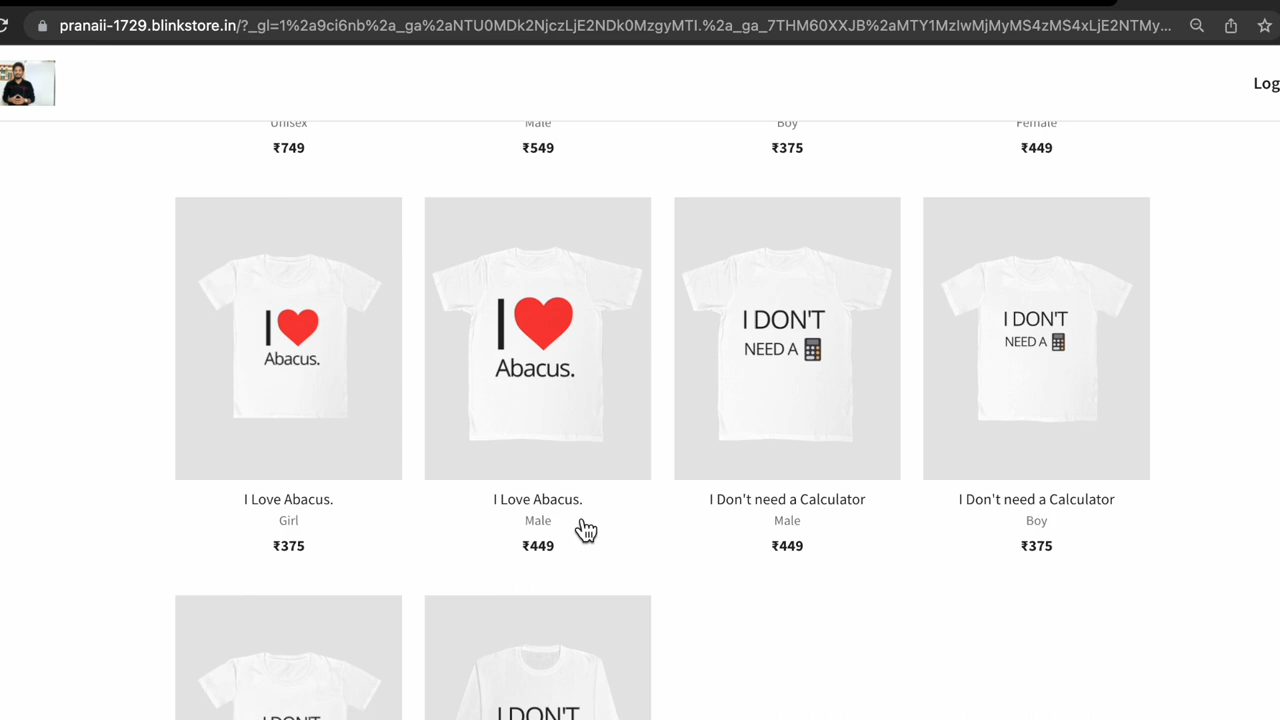 pranaii-1729.blinkstore.in/?_gl=1%2a9ci6nb%2a_ga%2aNTU0MDk2NjczLjE2NDk0MzgyMTI.%2a_ga_7THM60XXJB%2aMTY1MzIwMjMyMS4zMS4xLjE2NTMy...
Log
Unisex Male Boy Female
₹749 ₹549 ₹375 ₹449
I
Abacus.
I
Abacus.
I DON'T
NEED A
I DON'T
NEED A
I Love Abacus. I Love Abacus. I Don't need a Calculator I Don't need a Calculator
Girl Male Male Boy
₹375 ₹449 ₹449 ₹375
I DON'T
I DON'T